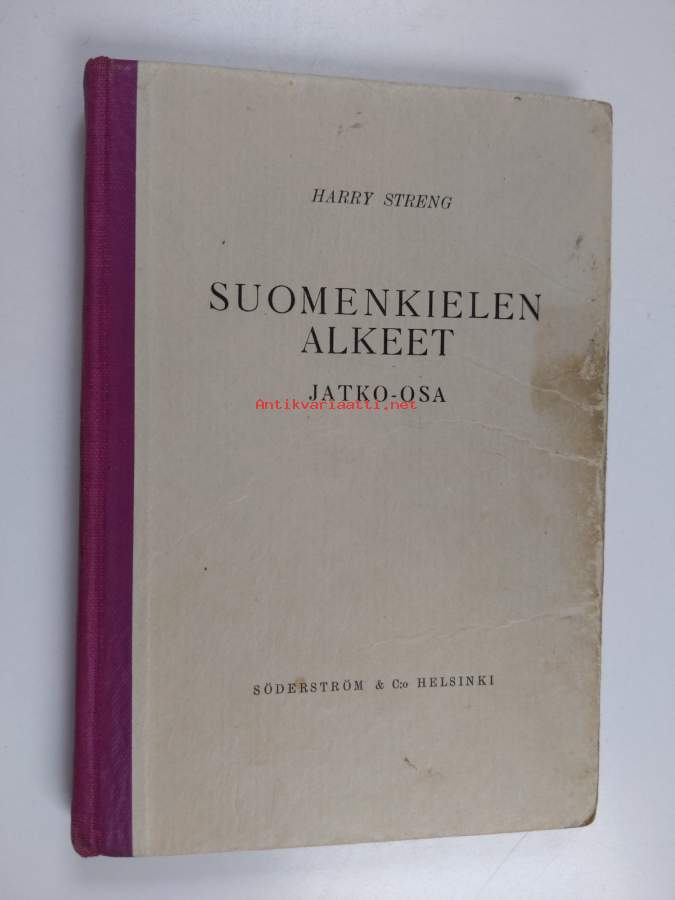 HARRY STRENG
SUOMENKIELEN
ALKEET
JATKO-OSA
Antikvariaatti.net
SÖDERSTRÖM & C:o HELSINKI